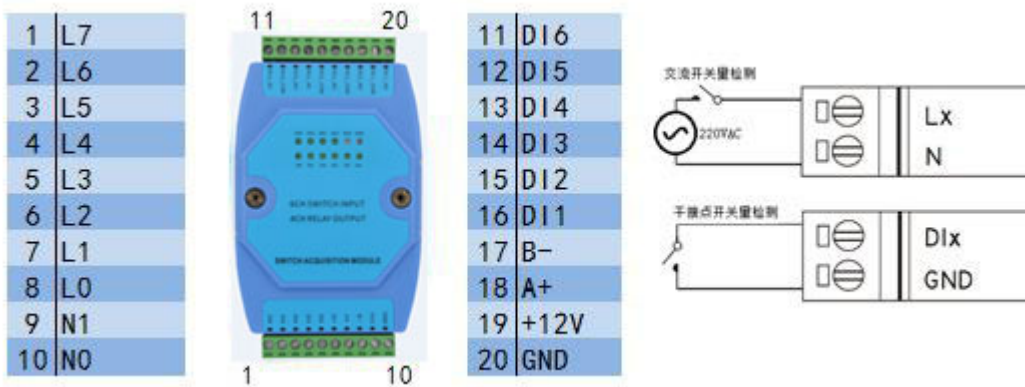 1 L7
2 L6
3 L5
4 L4
5 L3
6 L2
7 L1
8 L0
9 N1
10 N0
11 20
SWITCH INPUT
RELAY OUTPUT
SWITCH ACQUISITION MODULE
1 10
11 DI6
12 DI5
13 DI4
14 DI3
15 DI2
16 DI1
17 B-
18 A+
19 +12V
20 GND
交流开关量检测
220VAC
Lx
N
干接点开关量检测
DIx
GND